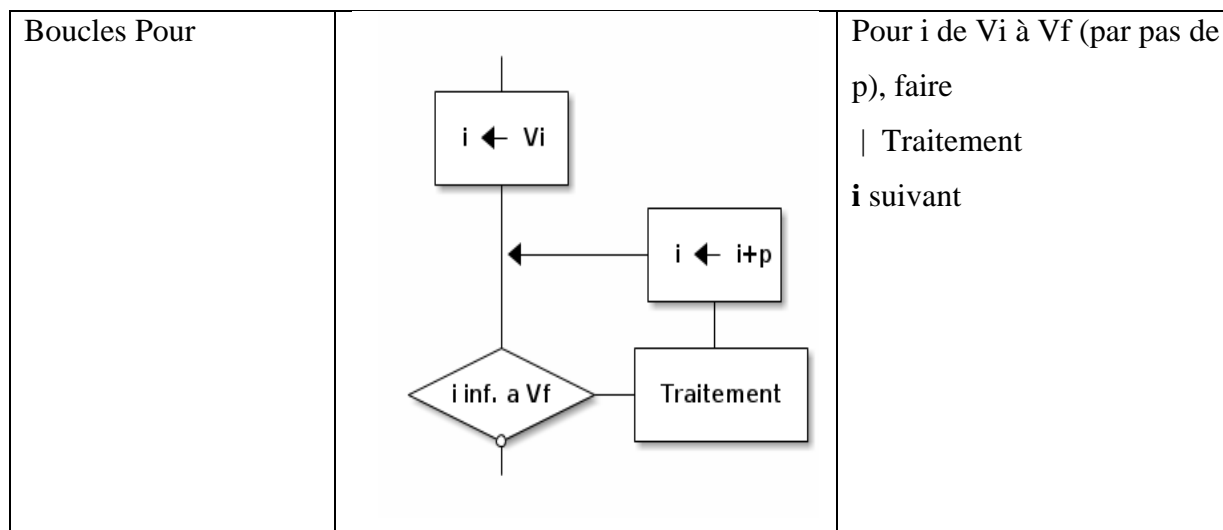 Boucles Pour
i ← Vi
i ← i+p
i inf. a Vf
Traitement
Pour i de Vi à Vf (par pas de
p), faire
| Traitement
i suivant